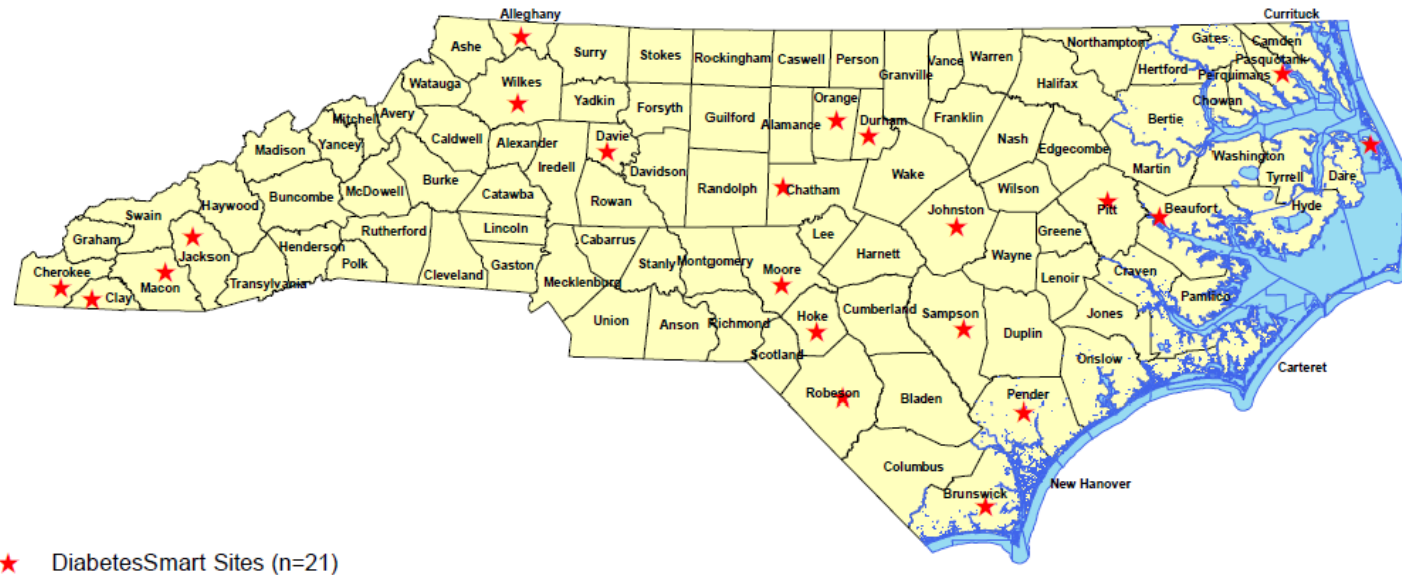 Alleghany
Currituck
Ashe
Surry
Stokes
Rockingham
Caswell
Person
Granville
Vance
Warren
Northampton
Gates
Camden
Pasquotank
Hertford
Perquimans
Halifax
Chowan
Watauga
Wilkes
Yadkin
Forsyth
Guilford
Alamance
Orange
Durham
Franklin
Bertie
Mitchell
Avery
Caldwell
Alexander
Davie
Iredell
Davidson
Nash
Edgecombe
Madison
Yancey
Washington
Martin
Tyrrell
Dare
Buncombe
McDowell
Burke
Catawba
Rowan
Randolph
Chatham
Wake
Wilson
Pitt
Beaufort
Hyde
Swain
Haywood
Johnston
Greene
Graham
Jackson
Henderson
Rutherford
Lincoln
Cabarrus
Lee
Harnett
Wayne
Cherokee
Clay
Macon
Transylvania
Polk
Cleveland
Gaston
Mecklenburg
Stanly
Montgomery
Moore
Lenoir
Craven
Pamlico
Union
Anson
Richmond
Scotland
Hoke
Cumberland
Sampson
Duplin
Jones
Onslow
Carteret
Robeson
Bladen
Pender
Columbus
Brunswick
New Hanover
DiabetesSmart Sites (n=21)